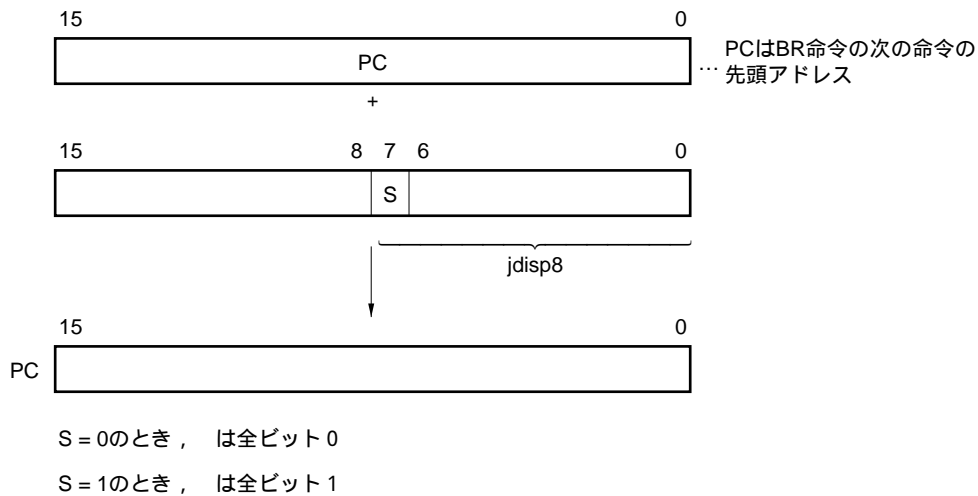 15 0
PC
… PCはBR命令の次の命令の
先頭アドレス
+
15 8 7 6 0
S
jdisp8
15 0
PC
S = 0のとき， は全ビット 0
S = 1のとき， は全ビット 1